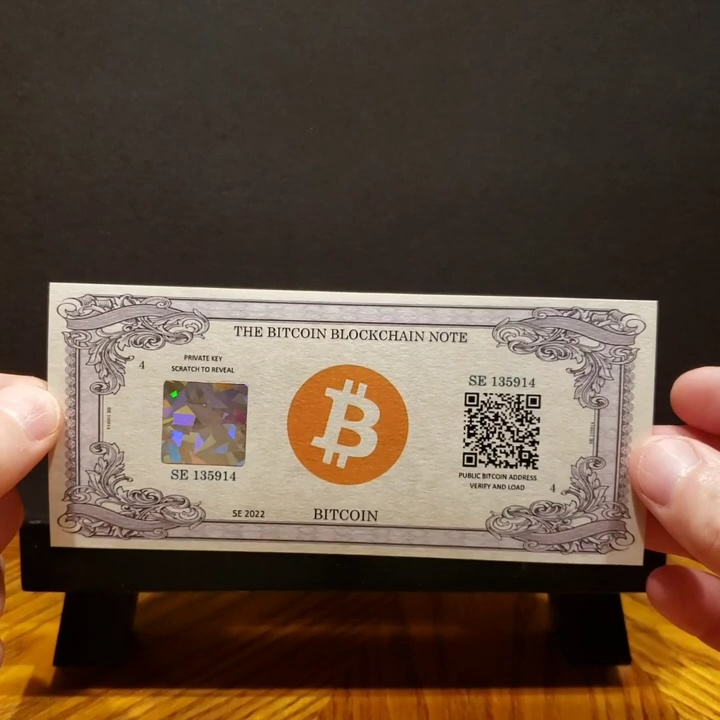 THE BITCOIN BLOCKCHAIN NOTE
4
PRIVATE KEY
SCRATCH TO REVEAL
SE 135914
SE 135914
PUBLIC BITCOIN ADDRESS
VERIFY AND LOAD
4
SE 2022
BITCOIN